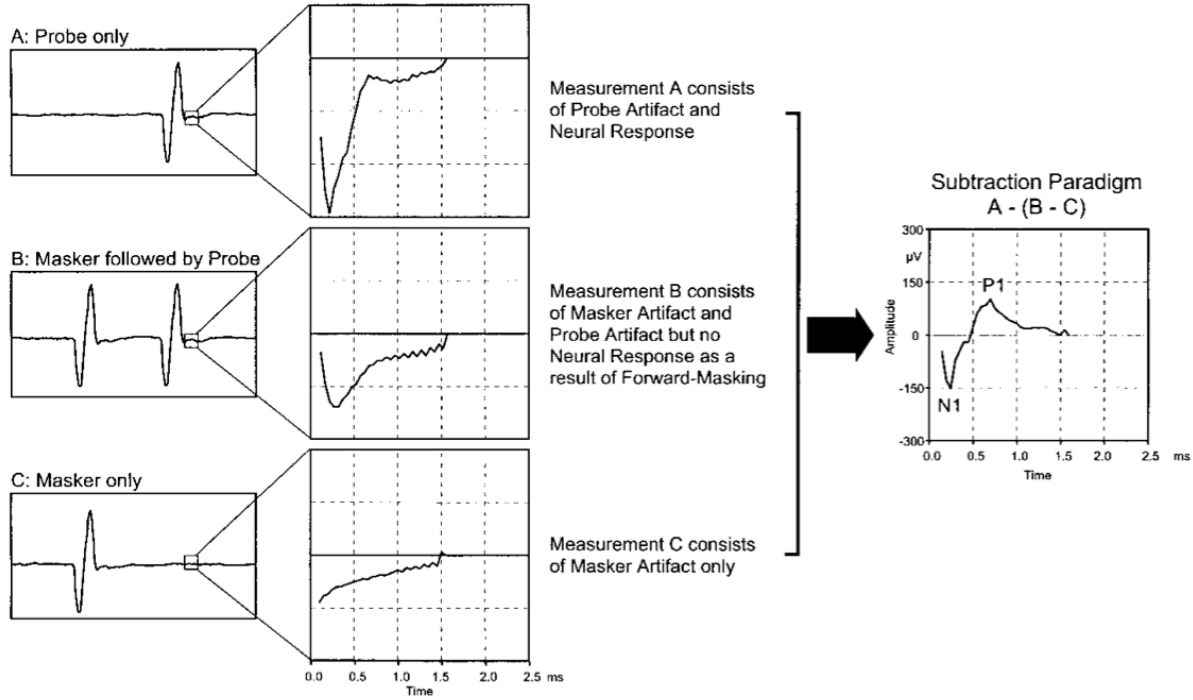 A: Probe only
Measurement A consists
of Probe Artifact and
Neural Response
B: Masker followed by Probe
Measurement B consists
of Masker Artifact and
Probe Artifact but no
Neural Response as a
result of Forward-Masking
C: Masker only
Measurement C consists
of Masker Artifact only
0.0 0.5 1.0 1.5 2.0 2.5 ms
Time
Subtraction Paradigm
A - (B - C)
300
µV
150
0
-150
-300
Amplitude
P1
N1
0.0 0.5 1.0 1.5 2.0 2.5 ms
Time